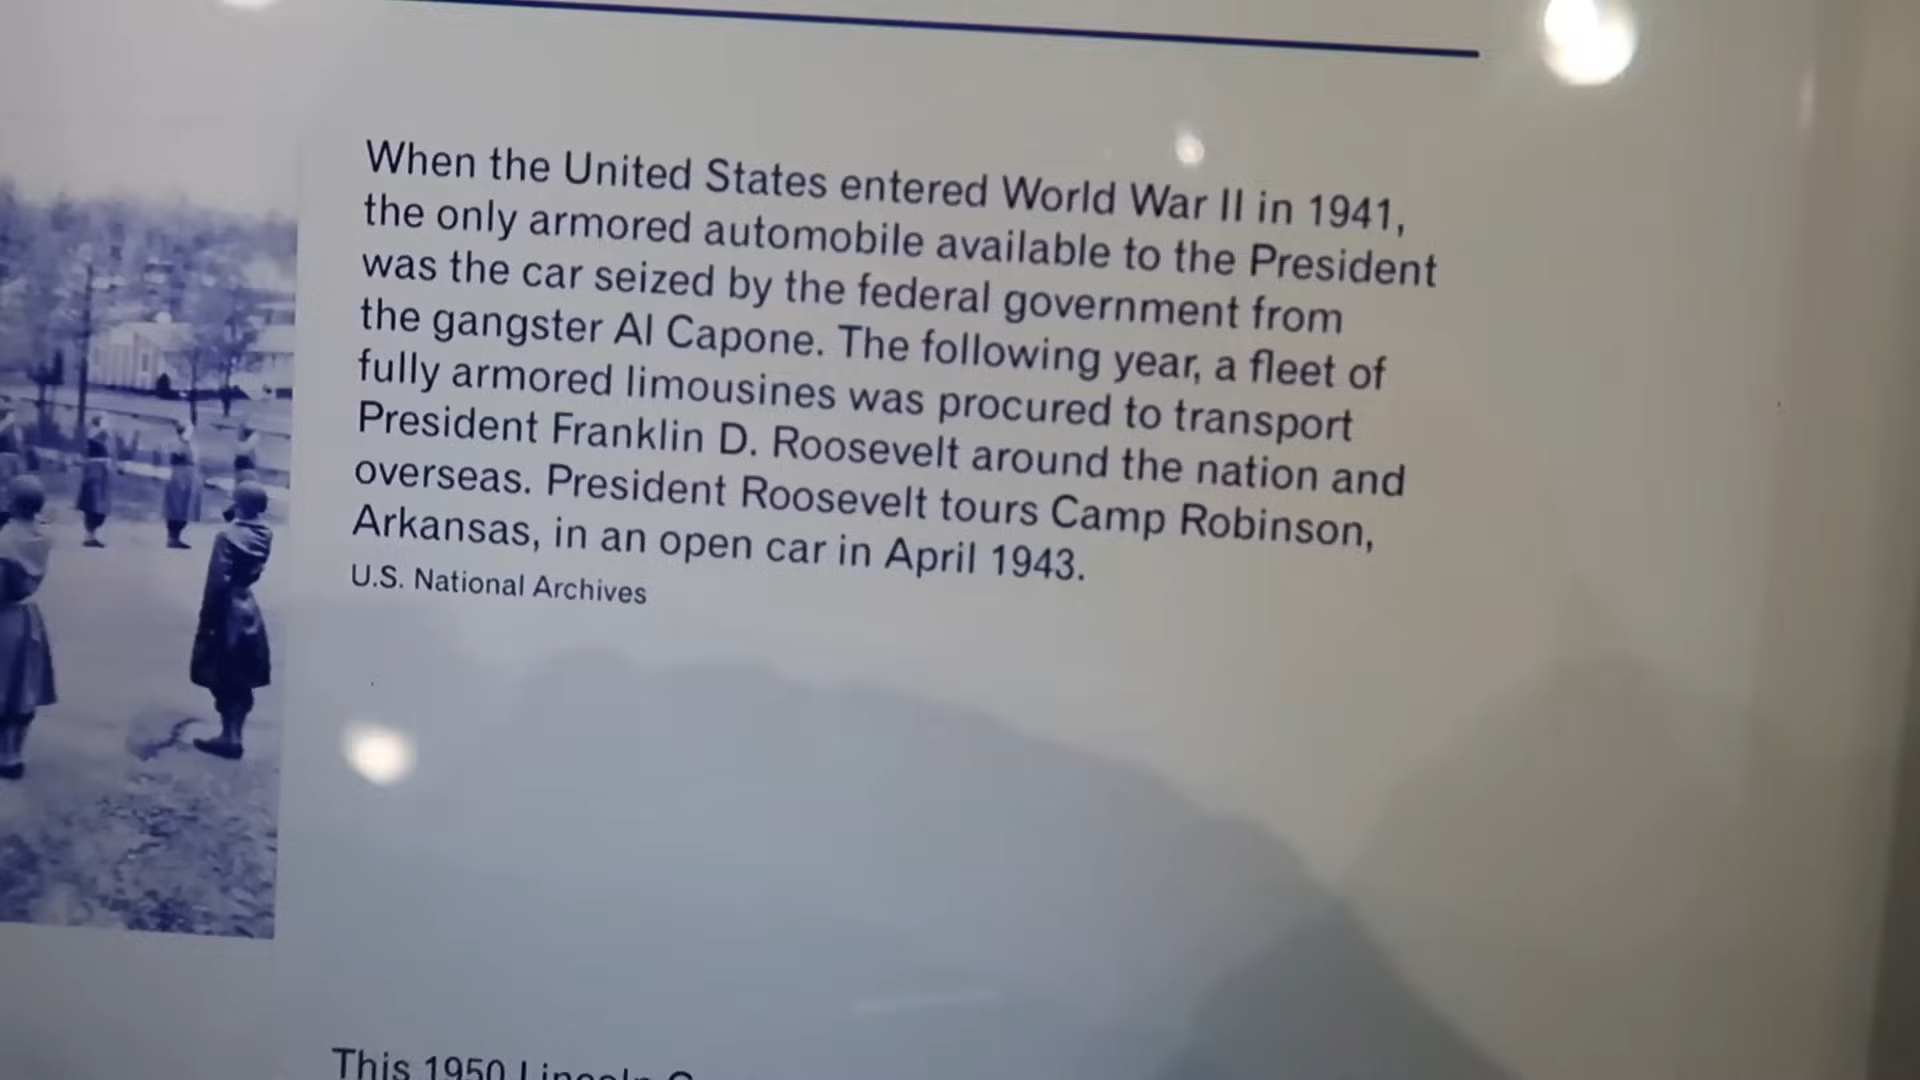 When the United States entered World War II in 1941,
the only armored automobile available to the President
was the car seized by the federal government from
the gangster Al Capone. The following year, a fleet of
fully armored limousines was procured to transport
President Franklin D. Roosevelt around the nation and
overseas. President Roosevelt tours Camp Robinson,
Arkansas, in an open car in April 1943.
U.S. National Archives
This 1950 Lincoln